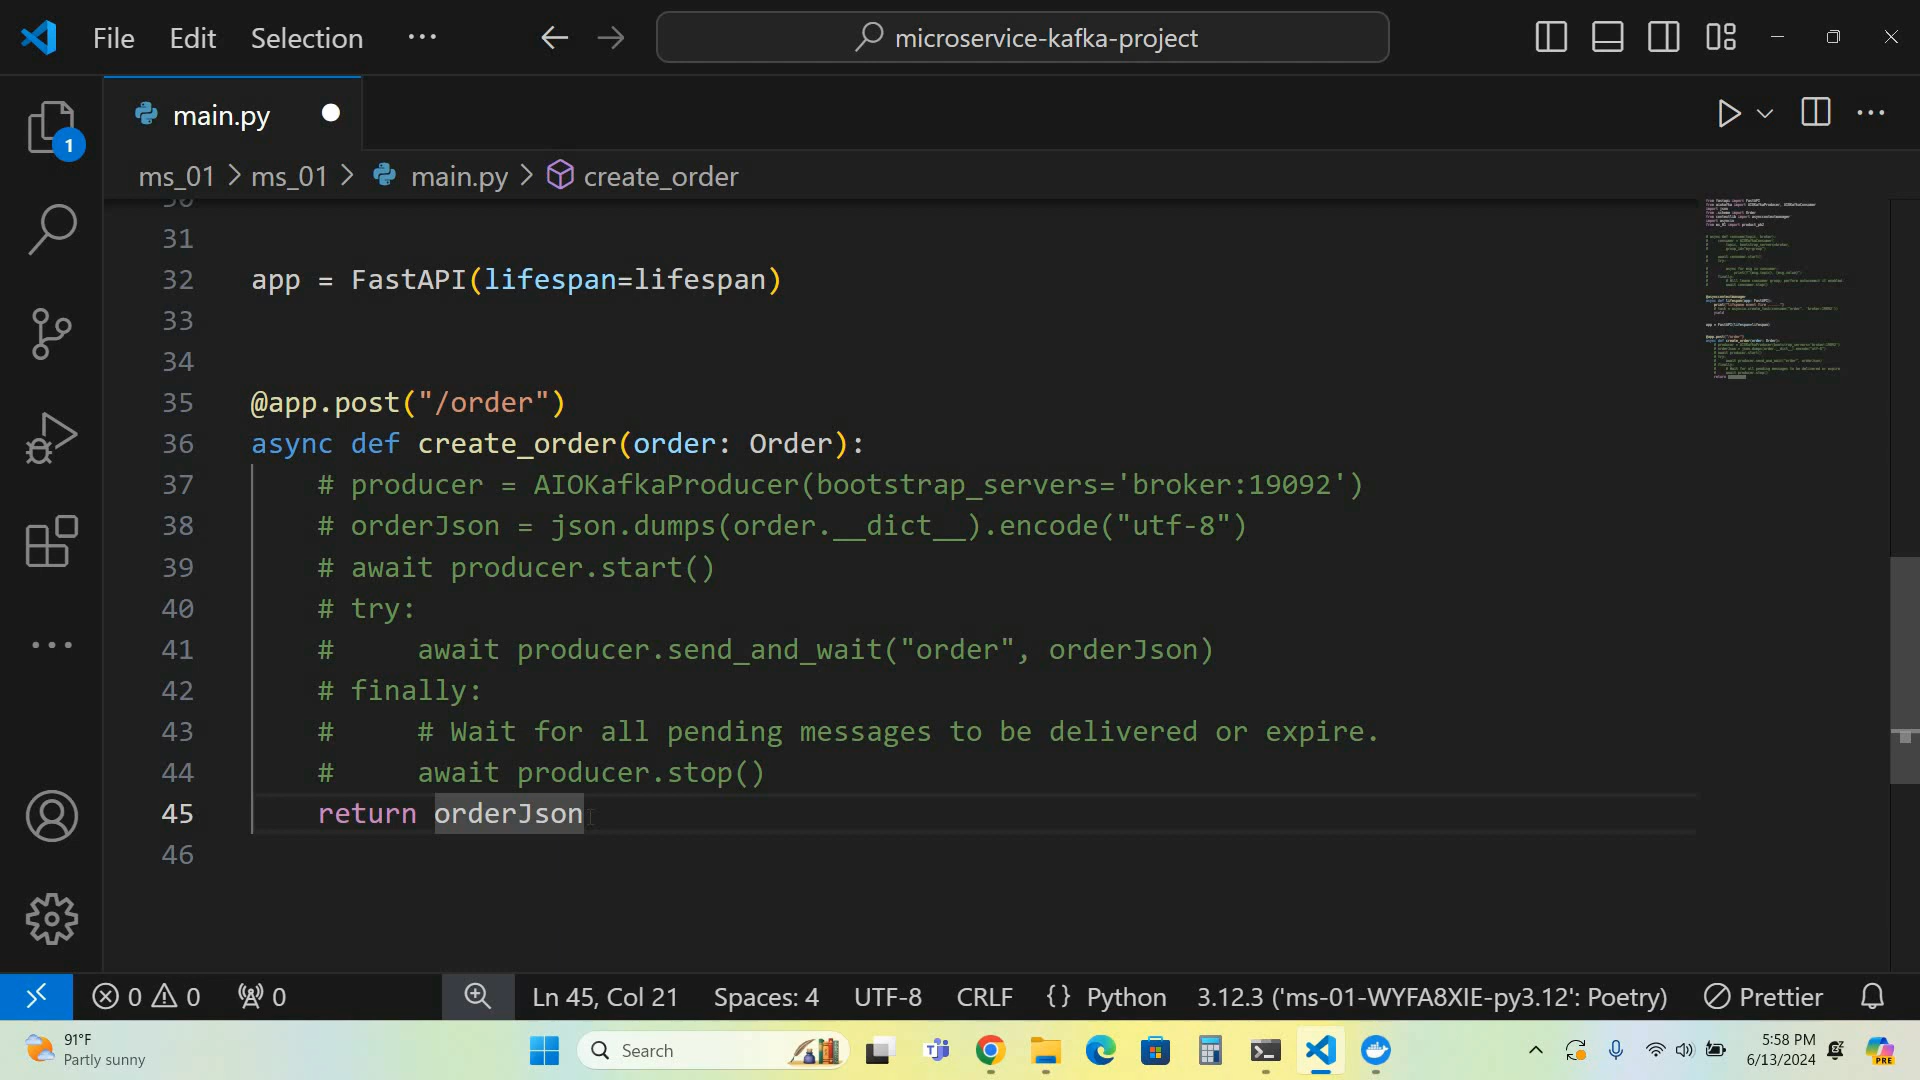 File Edit Selection ··· microservice-kafka-project
main.py
1
ms_01 > ms_01 > main.py > create_order
30
31
32 app = FastAPI(lifespan=lifespan)
33
34
35 @app.post("/order")
36 async def create_order(order: Order):
37 # producer = AIOKafkaProducer(bootstrap_servers='broker:19092')
38 # orderJson = json.dumps(order.__dict__).encode("utf-8")
39 # await producer.start()
40 # try:
41 #     await producer.send_and_wait("order", orderJson)
42 # finally:
43 #     # Wait for all pending messages to be delivered or expire.
44 #     await producer.stop()
45 return orderJson
46
0 0 0 Ln 45, Col 21 Spaces: 4 UTF-8 CRLF {} Python 3.12.3 ('ms-01-WYFA8XIE-py3.12': Poetry) Prettier
91°F
Partly sunny
Search
5:58 PM
6/13/2024
PRE